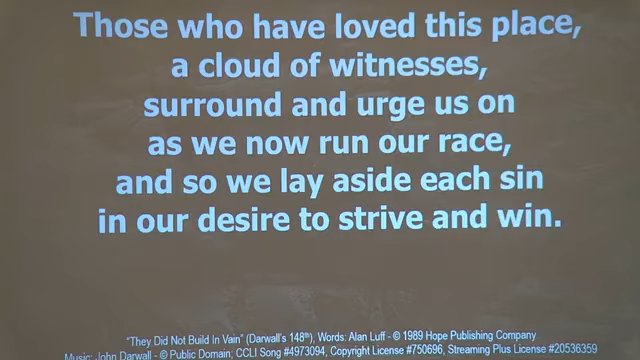 Those who have loved this place,
a cloud of witnesses,
surround and urge us on
as we now run our race,
and so we lay aside each sin
in our desire to strive and win.
"They Did Not Build In Vain" (Darwall's 148th), Words: Alan Luff - © 1989 Hope Publishing Company
Music: John Darwall - © Public Domain; CCLI Song #4973094, Copyright License #750696, Streaming Plus License #20536359